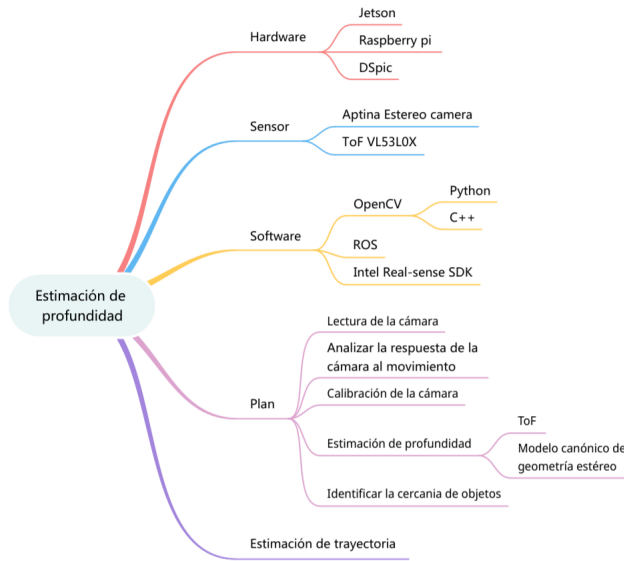 Jetson
Hardware
Raspberry pi
DSpic
Aptina Estereo camera
Sensor
ToF VL53L0X
Python
OpenCV
C++
Software
ROS
Intel Real-sense SDK
Estimación de
profundidad
Lectura de la cámara
Analizar la respuesta de la
cámara al movimiento
Plan
Calibración de la cámara
ToF
Estimación de profundidad
Modelo canónico de
geometría estéreo
Identificar la cercania de objetos
Estimación de trayectoria